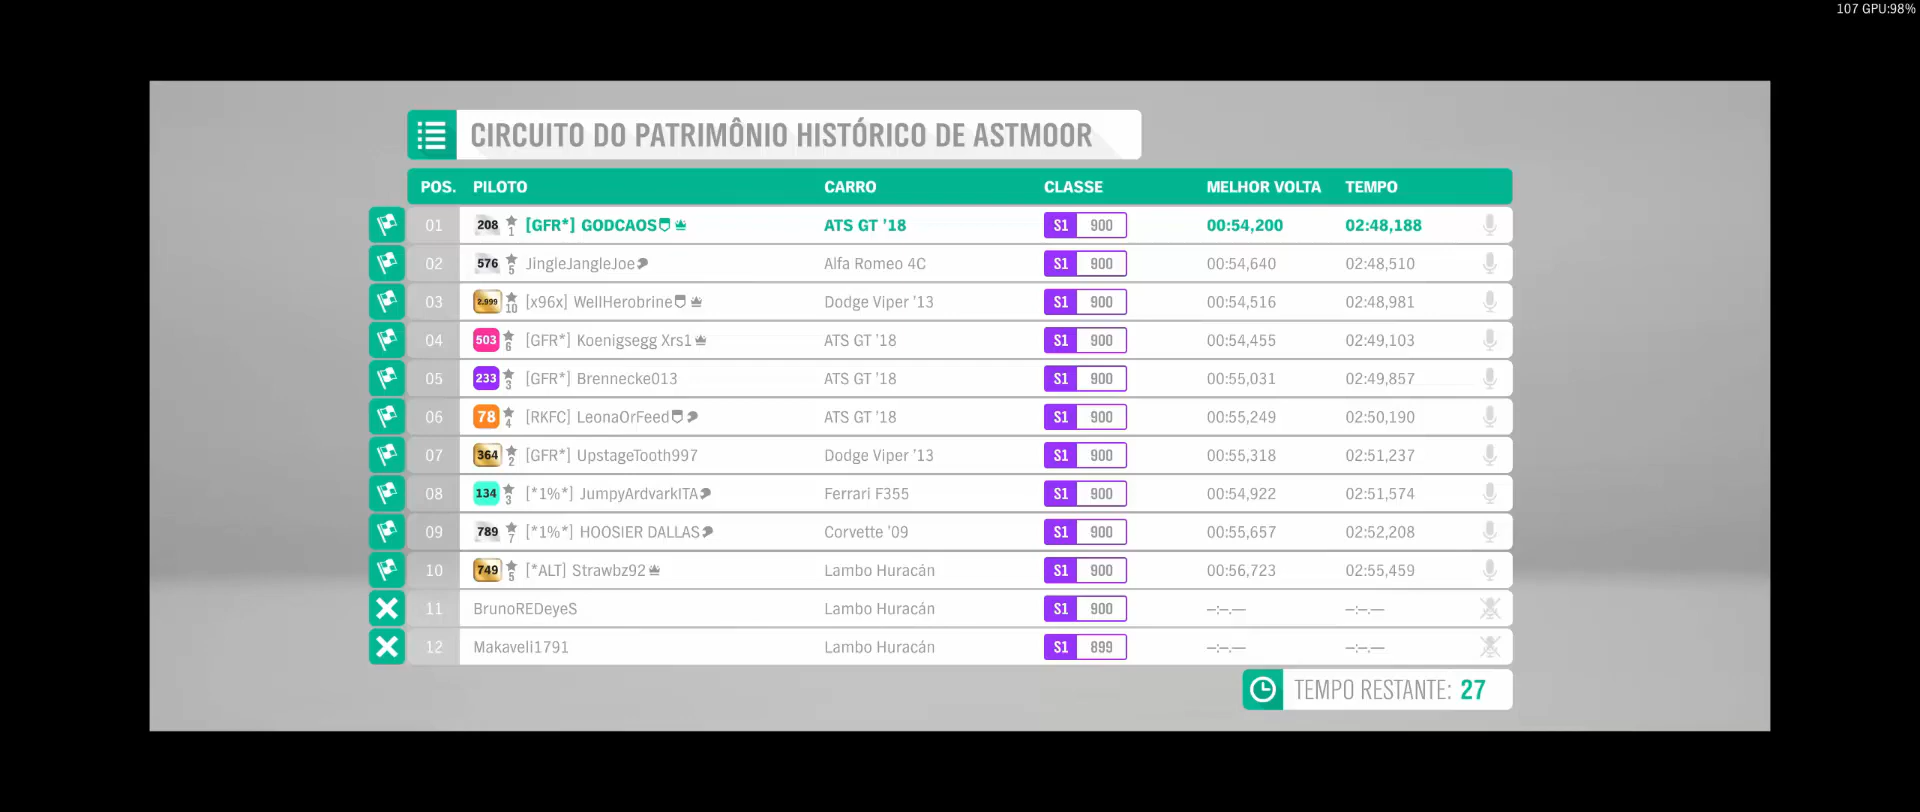 107 GPU:98%
CIRCUITO DO PATRIMÔNIO HISTÓRICO DE ASTMOOR
POS. PILOTO CARRO CLASSE MELHOR VOLTA TEMPO
01 208 1 [GFR*] GODCAOS ATS GT '18 S1 900 00:54,200 02:48,188
02 576 5 JingleJangleJoe Alfa Romeo 4C S1 900 00:54,640 02:48,510
03 2.999 10 [x96x] WellHerobrine Dodge Viper '13 S1 900 00:54,516 02:48,981
04 503 6 [GFR*] Koenigsegg Xrs1 ATS GT '18 S1 900 00:54,455 02:49,103
05 233 3 [GFR*] Brennecke013 ATS GT '18 S1 900 00:55,031 02:49,857
06 78 4 [RKFC] LeonaOrFeed ATS GT '18 S1 900 00:55,249 02:50,190
07 364 2 [GFR*] UpstageTooth997 Dodge Viper '13 S1 900 00:55,318 02:51,237
08 134 3 [*1%*] JumpyArdvarkITA Ferrari F355 S1 900 00:54,922 02:51,574
09 789 7 [*1%*] HOOSIER DALLAS Corvette '09 S1 900 00:55,657 02:52,208
10 749 5 [*ALT] Strawbz92 Lambo Huracán S1 900 00:56,723 02:55,459
11 BrunoREDeyeS Lambo Huracán S1 900 –:–.–– –:–.––
12 Makaveli1791 Lambo Huracán S1 899 –:–.–– –:–.––
TEMPO RESTANTE: 27